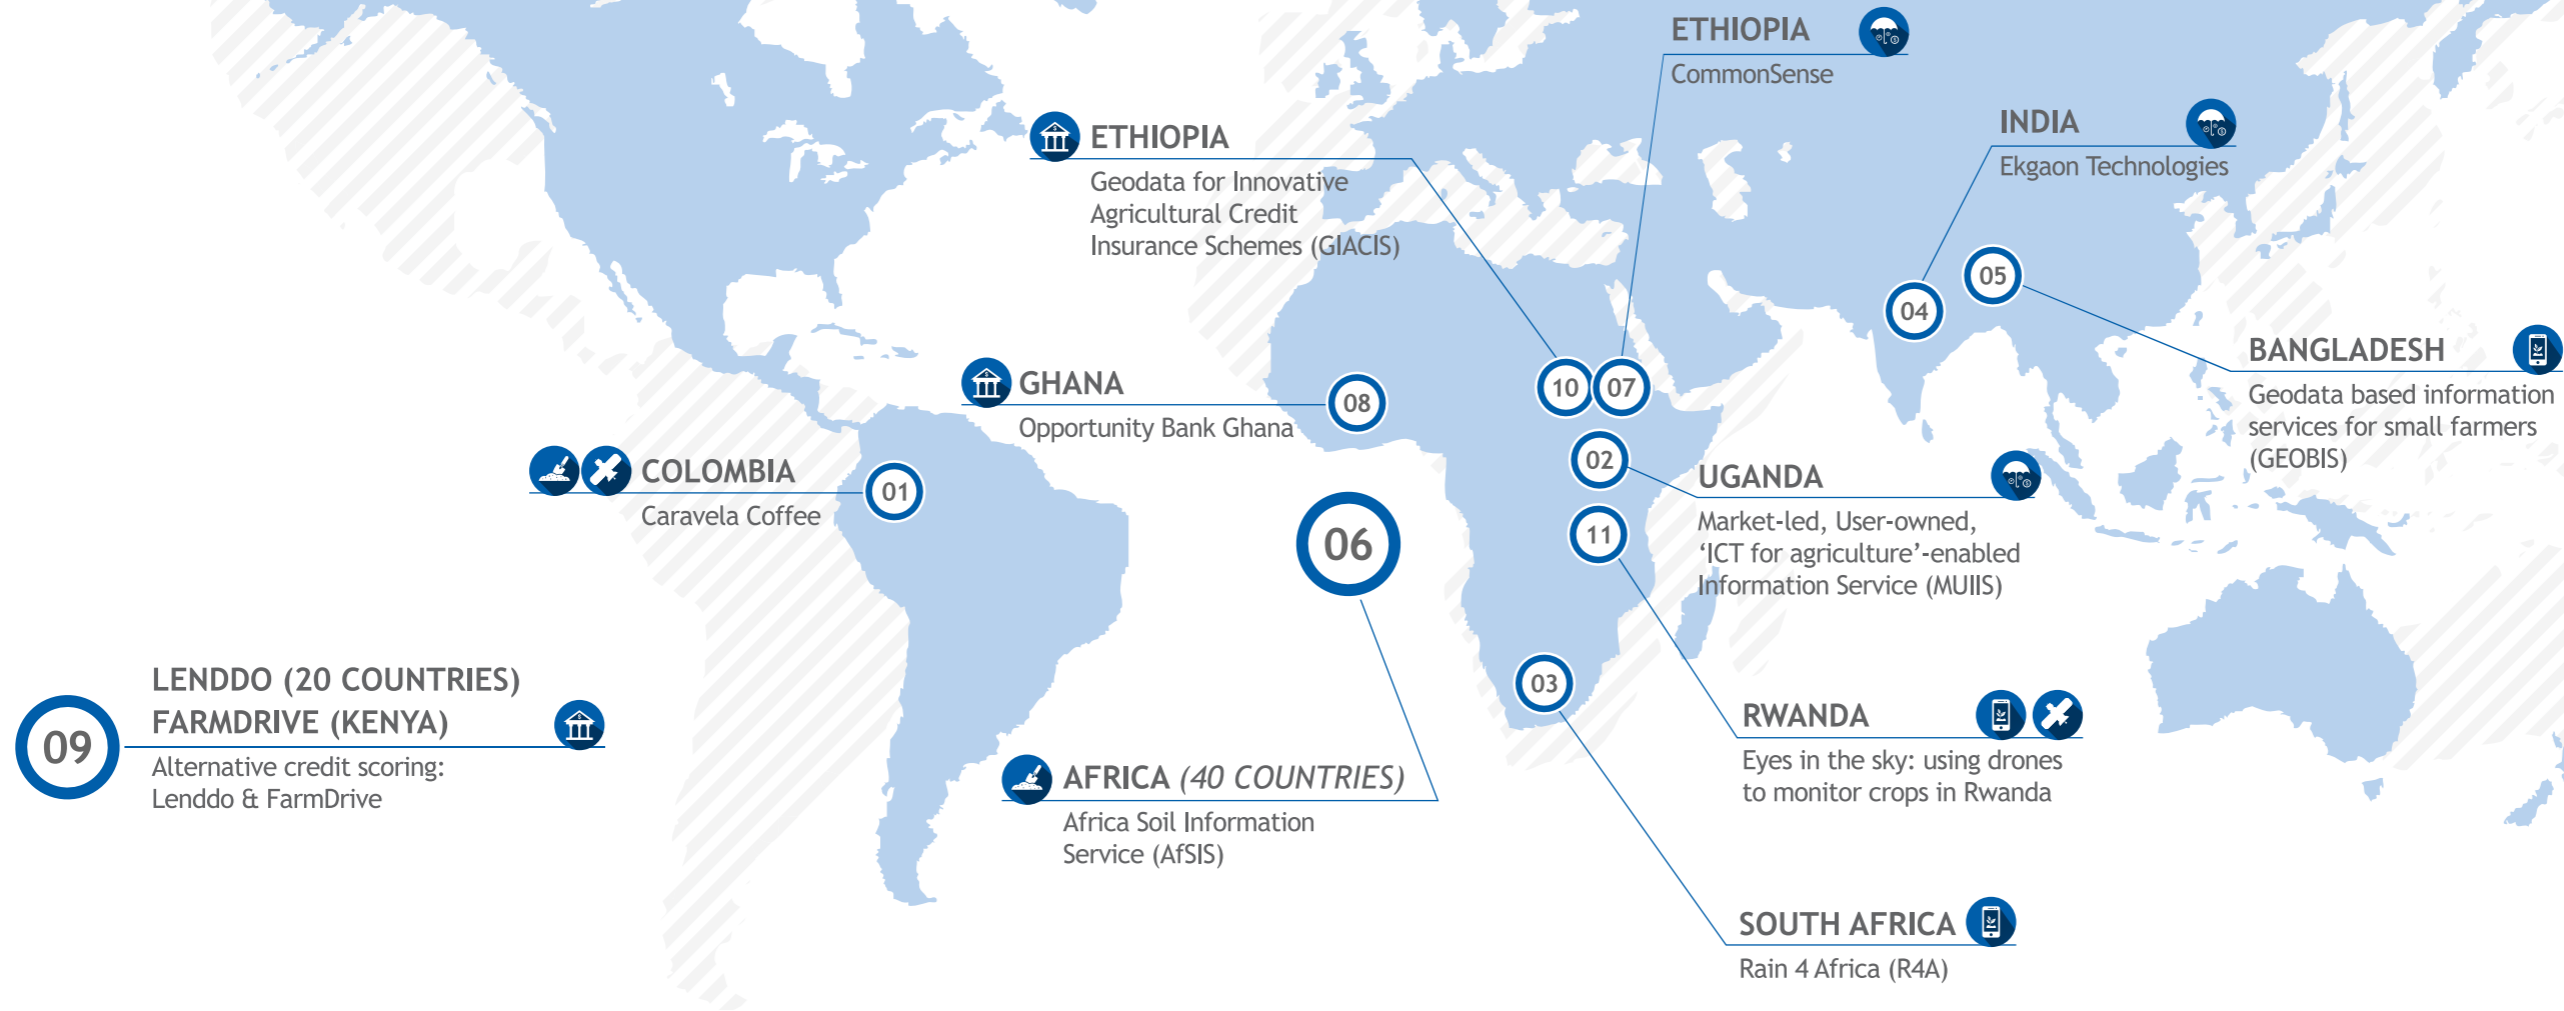 ETHIOPIA
CommonSense
INDIA
Ekgaon Technologies
ETHIOPIA
Geodata for Innovative
Agricultural Credit
Insurance Schemes (GIACIS)
05
04
BANGLADESH
Geodata based information
services for small farmers
(GEOBIS)
10
07
GHANA
08
Opportunity Bank Ghana
COLOMBIA
01
Caravela Coffee
02
UGANDA
Market-led, User-owned,
‘ICT for agriculture’-enabled
Information Service (MUIIS)
06
11
LENDDO (20 COUNTRIES)
FARMDRIVE (KENYA)
09
Alternative credit scoring:
Lenddo & FarmDrive
03
RWANDA
Eyes in the sky: using drones
to monitor crops in Rwanda
AFRICA (40 COUNTRIES)
Africa Soil Information
Service (AfSIS)
SOUTH AFRICA
Rain 4 Africa (R4A)